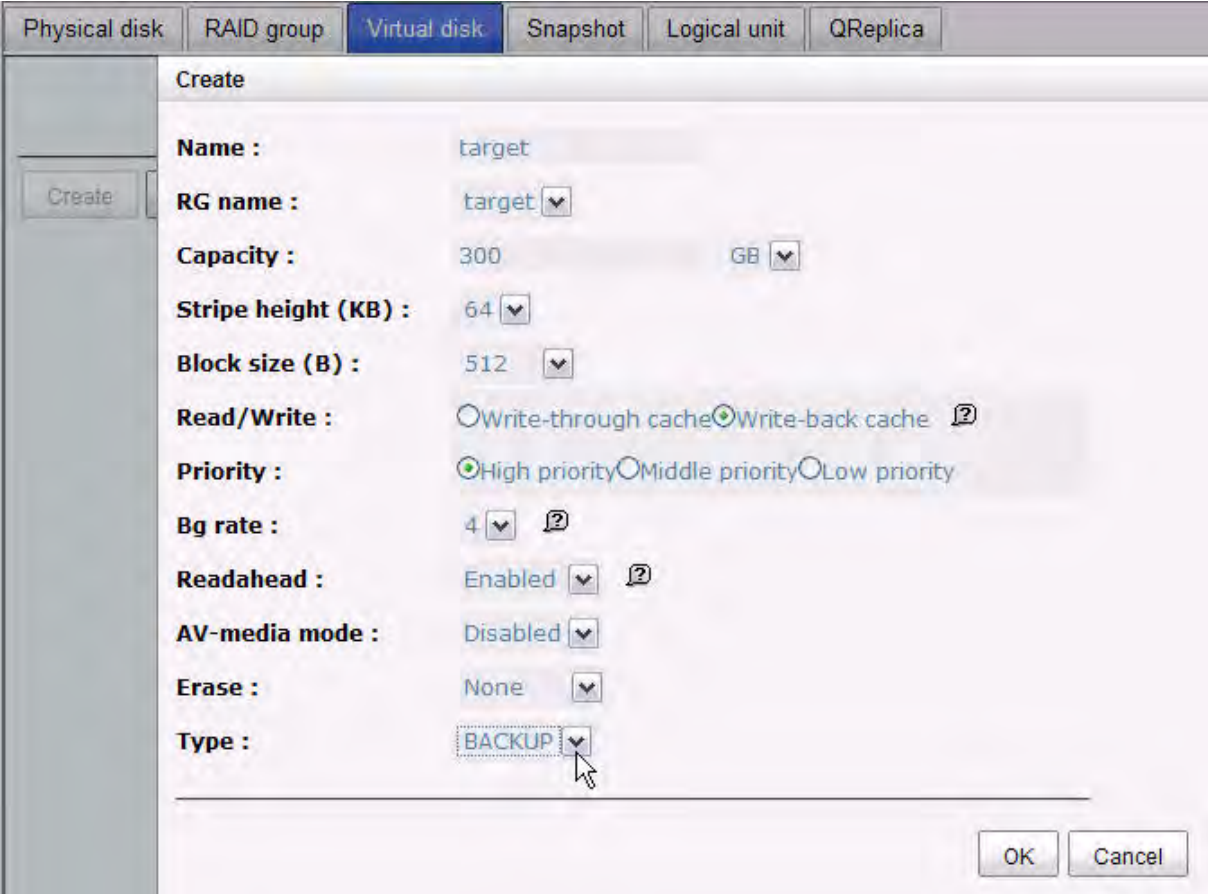 Physical disk RAID group Virtual disk Snapshot Logical unit QReplica
Create
Name : target
Create
RG name : target
Capacity : 300 GB
Stripe height (KB) : 64
Block size (B) : 512
Read/Write : Write-through cache Write-back cache
Priority : High priority Middle priority Low priority
Bg rate : 4
Readahead : Enabled
AV-media mode : Disabled
Erase : None
Type : BACKUP
OK Cancel